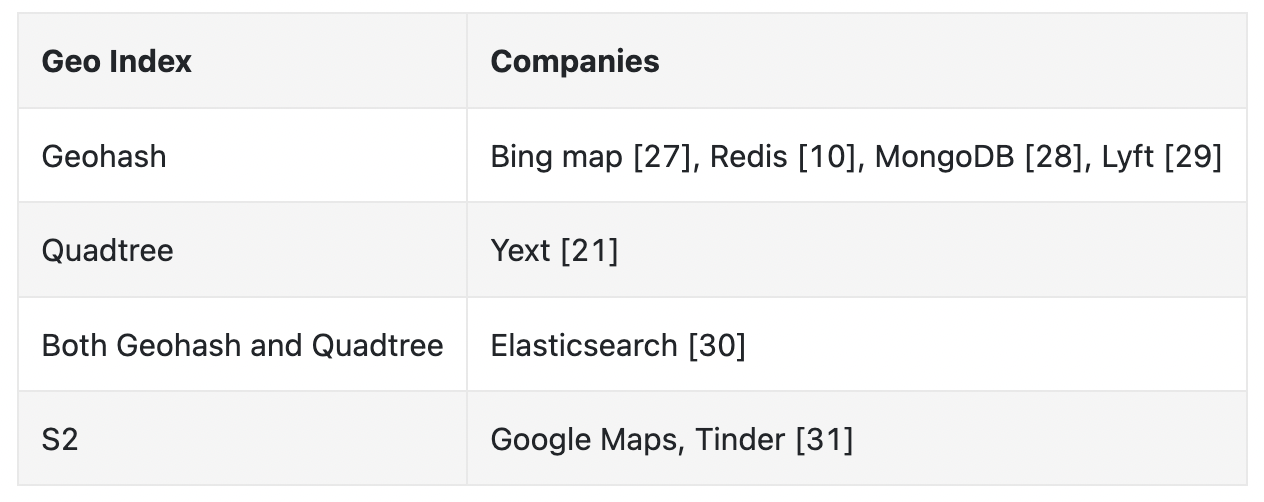 Geo Index Companies
Geohash Bing map [27], Redis [10], MongoDB [28], Lyft [29]
Quadtree Yext [21]
Both Geohash and Quadtree Elasticsearch [30]
S2 Google Maps, Tinder [31]